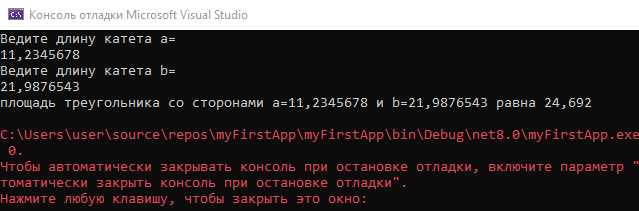 Консоль отладки Microsoft Visual Studio
Ведите длину катета a=
11,2345678
Ведите длину катета b=
21,9876543
площадь треугольника со сторонами a=11,2345678 и b=21,9876543 равна 24,692

C:\Users\user\source\repos\myFirstApp\myFirstApp\bin\Debug\net8.0\myFirstApp.exe
0.
Чтобы автоматически закрывать консоль при остановке отладки, включите параметр "
томатически закрыть консоль при остановке отладки".
Нажмите любую клавишу, чтобы закрыть это окно: